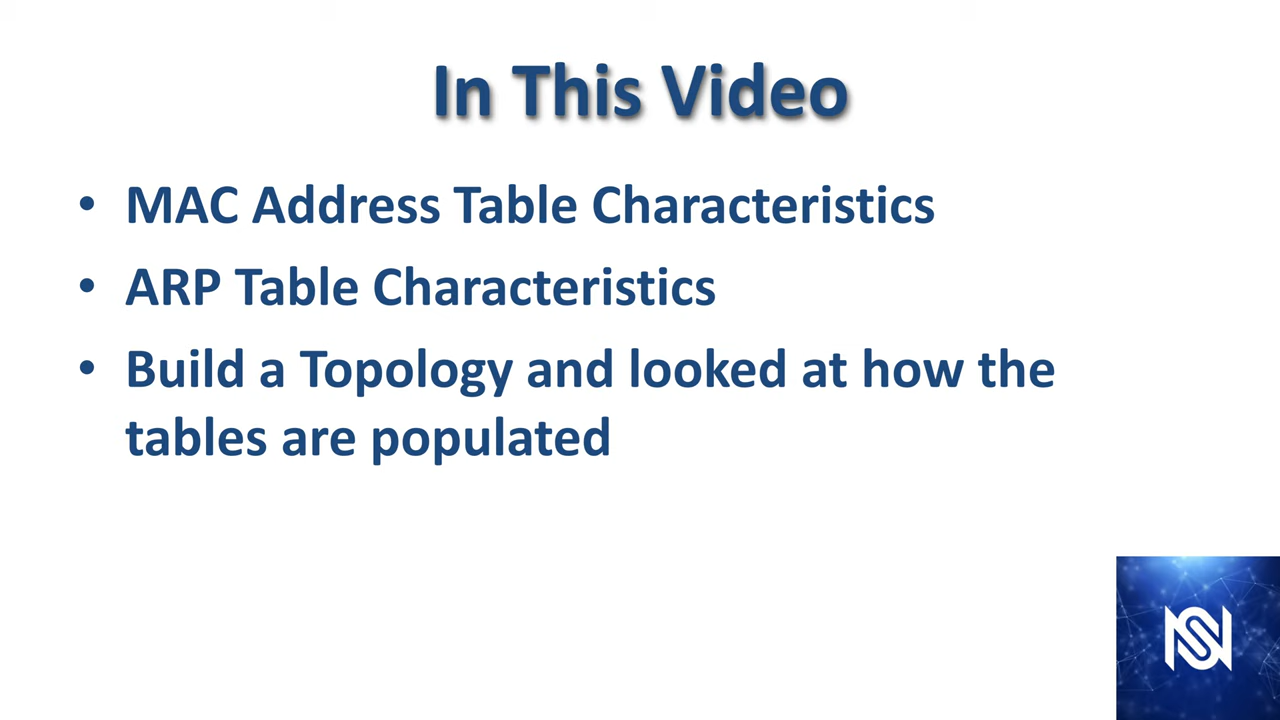 In This Video
• MAC Address Table Characteristics
• ARP Table Characteristics
• Build a Topology and looked at how the
tables are populated